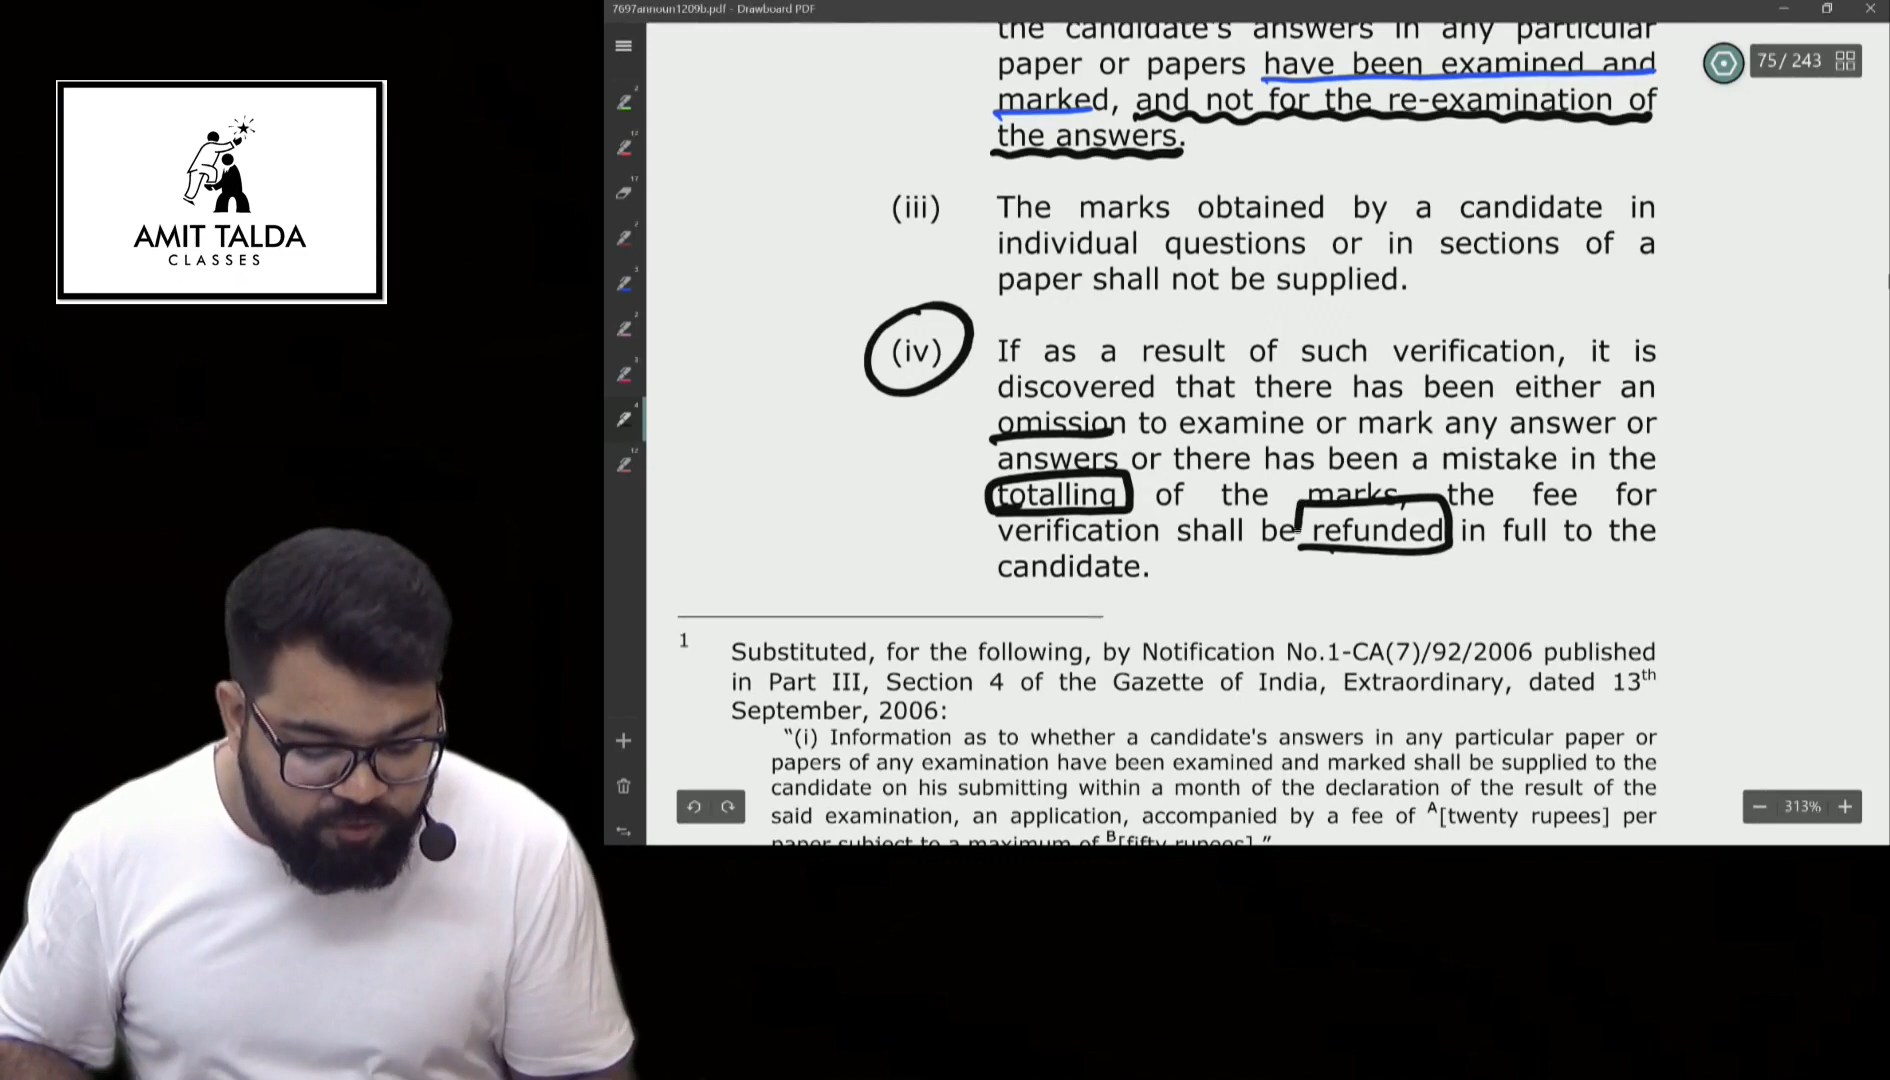 7697announ1209b.pdf - Drawboard PDF
75 / 243
AMIT TALDA
CLASSES
the candidate's answers in any particular
paper or papers have been examined and
marked, and not for the re-examination of
the answers.
(iii) The marks obtained by a candidate in
individual questions or in sections of a
paper shall not be supplied.
(iv) If as a result of such verification, it is
discovered that there has been either an
omission to examine or mark any answer or
answers or there has been a mistake in the
totalling of the marks, the fee for
verification shall be refunded in full to the
candidate.
1 Substituted, for the following, by Notification No.1-CA(7)/92/2006 published
in Part III, Section 4 of the Gazette of India, Extraordinary, dated 13th
September, 2006:
"(i) Information as to whether a candidate's answers in any particular paper or
papers of any examination have been examined and marked shall be supplied to the
candidate on his submitting within a month of the declaration of the result of the
said examination, an application, accompanied by a fee of A[twenty rupees] per
paper subject to a maximum of B[fifty rupees]."
313%